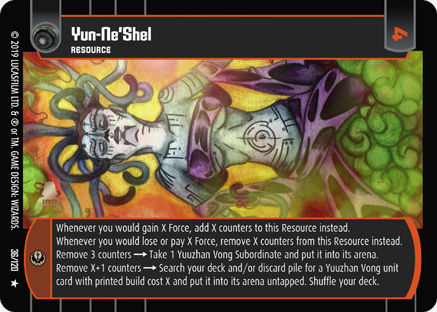 Yun-Ne'Shel
RESOURCE
4
Whenever you would gain X Force, add X counters to this Resource instead.
Whenever you would lose or pay X Force, remove X counters from this Resource instead.
Remove 3 counters → Take 1 Yuuzhan Vong Subordinate and put it into its arena.
Remove X+1 counters → Search your deck and/or discard pile for a Yuuzhan Vong unit
card with printed build cost X and put it into its arena untapped. Shuffle your deck.
© 2019 LUCASFILM LTD. & ® or TM. GAME DESIGN: WIZARDS.